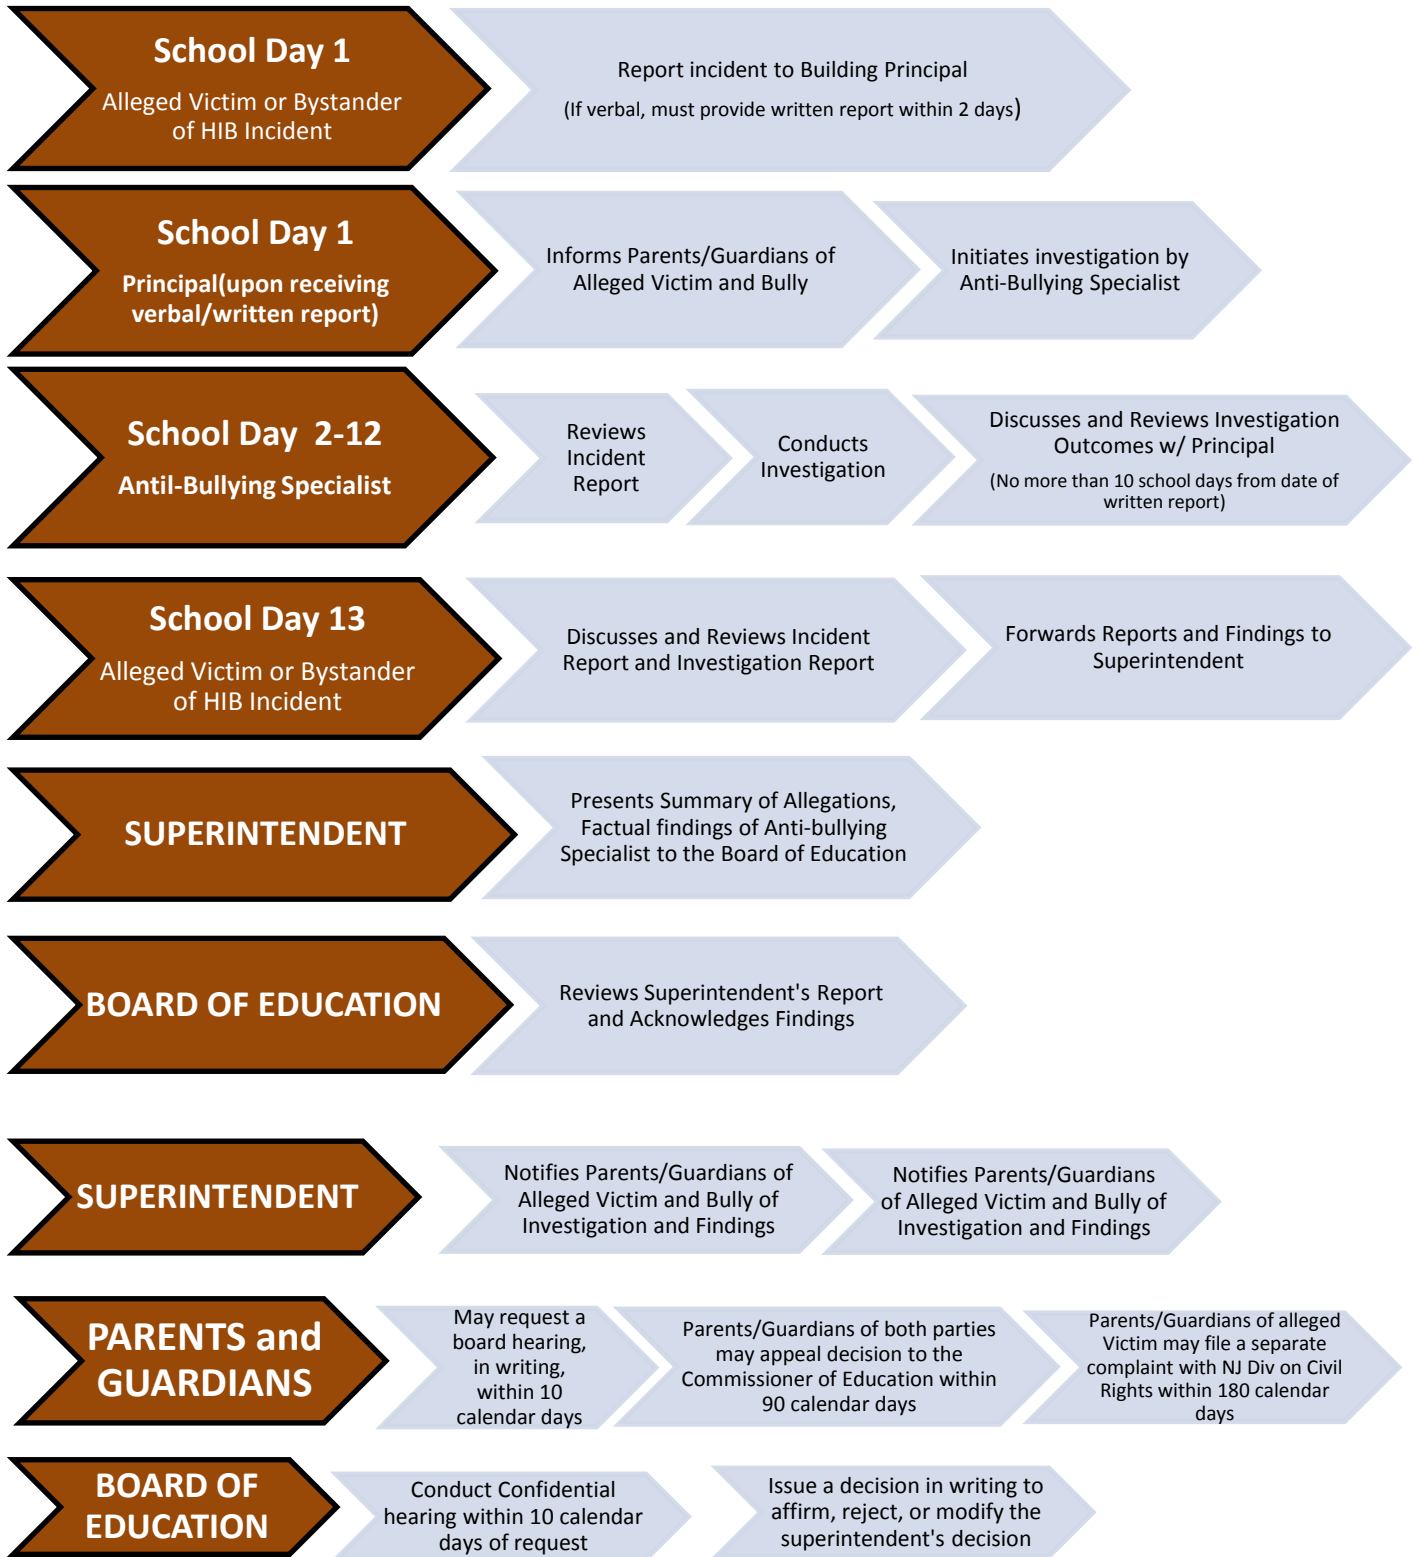 School Day 1
Alleged Victim or Bystander
of HIB Incident
Report incident to Building Principal
(If verbal, must provide written report within 2 days)
School Day 1
Principal(upon receiving
verbal/written report)
Informs Parents/Guardians of
Alleged Victim and Bully
Initiates investigation by
Anti-Bullying Specialist
School Day 2-12
Antil-Bullying Specialist
Reviews
Incident
Report
Conducts
Investigation
Discusses and Reviews Investigation
Outcomes w/ Principal
(No more than 10 school days from date of
written report)
School Day 13
Alleged Victim or Bystander
of HIB Incident
Discusses and Reviews Incident
Report and Investigation Report
Forwards Reports and Findings to
Superintendent
SUPERINTENDENT
Presents Summary of Allegations,
Factual findings of Anti-bullying
Specialist to the Board of Education
BOARD OF EDUCATION
Reviews Superintendent's Report
and Acknowledges Findings
SUPERINTENDENT
Notifies Parents/Guardians of
Alleged Victim and Bully of
Investigation and Findings
Notifies Parents/Guardians
of Alleged Victim and Bully of
Investigation and Findings
PARENTS and
GUARDIANS
May request a
board hearing,
in writing,
within 10
calendar days
Parents/Guardians of both parties
may appeal decision to the
Commissioner of Education within
90 calendar days
Parents/Guardians of alleged
Victim may file a separate
complaint with NJ Div on Civil
Rights within 180 calendar
days
BOARD OF
EDUCATION
Conduct Confidential
hearing within 10 calendar
days of request
Issue a decision in writing to
affirm, reject, or modify the
superintendent's decision